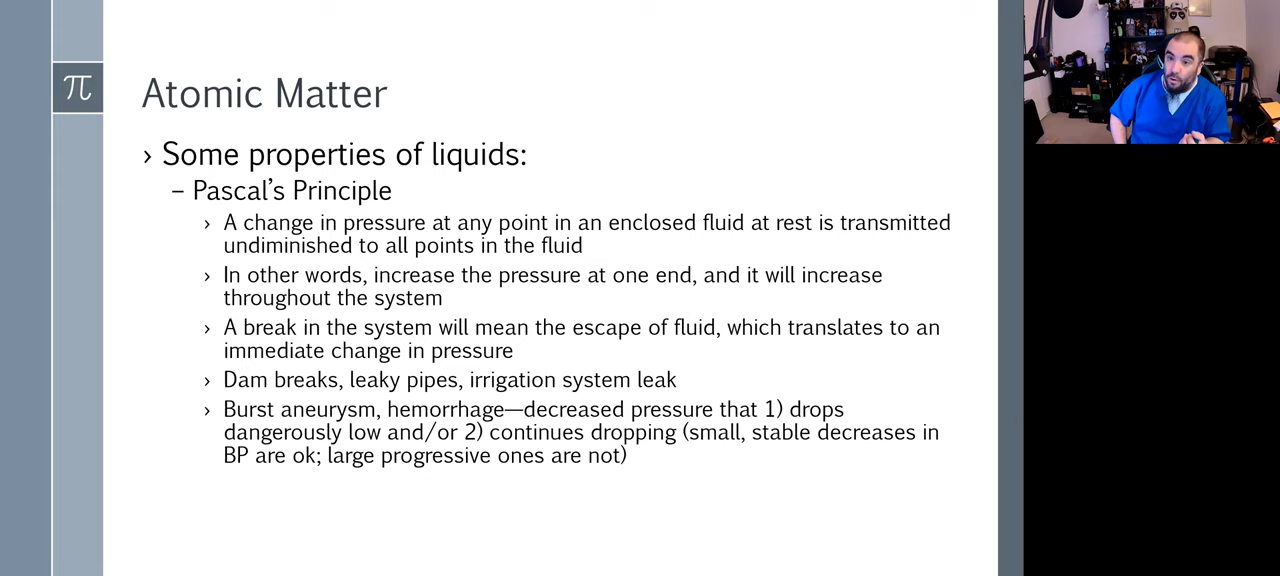 π
Atomic Matter
› Some properties of liquids:
– Pascal’s Principle
› A change in pressure at any point in an enclosed fluid at rest is transmitted
undiminished to all points in the fluid
› In other words, increase the pressure at one end, and it will increase
throughout the system
› A break in the system will mean the escape of fluid, which translates to an
immediate change in pressure
› Dam breaks, leaky pipes, irrigation system leak
› Burst aneurysm, hemorrhage—decreased pressure that 1) drops
dangerously low and/or 2) continues dropping (small, stable decreases in
BP are ok; large progressive ones are not)